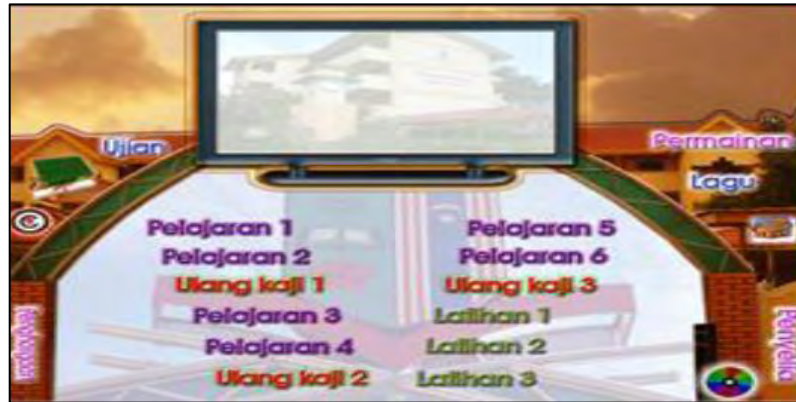 Ujian
Permainan
Lagu
Pelajaran 1
Pelajaran 2
Ulang kaji 1
Pelajaran 3
Pelajaran 4
Ulang kaji 2
Pelajaran 5
Pelajaran 6
Ulang kaji 3
Latihan 1
Latihan 2
Latihan 3
Penyelia